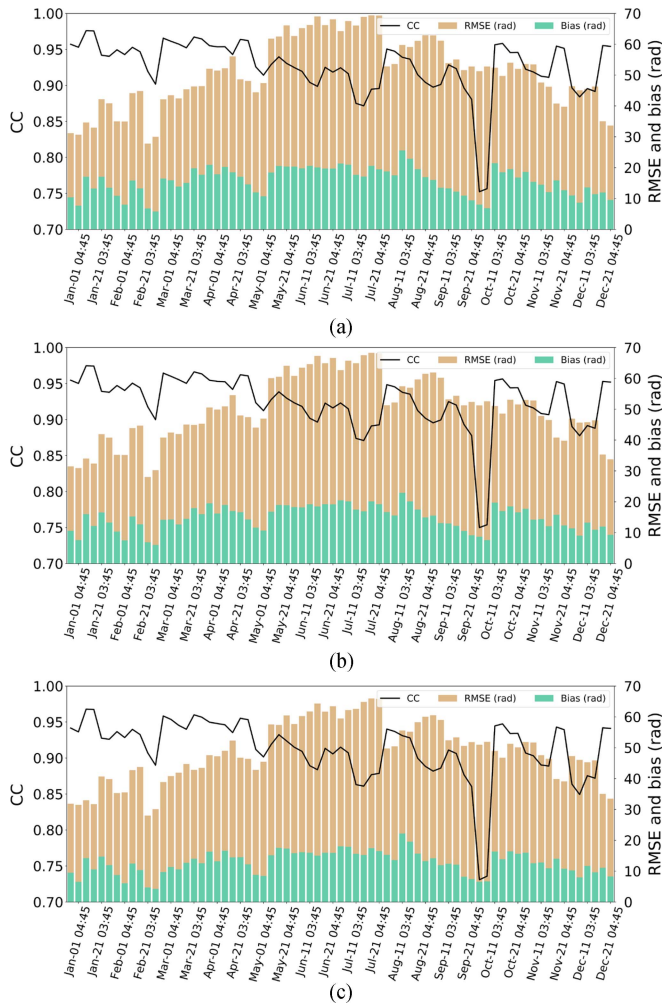 CC RMSE (rad) Bias (rad)
1.00
0.95
0.90
0.85
0.80
0.75
0.70
CC
70
60
50
40
30
20
10
0
RMSE and bias (rad)
Jan-01 04:45
Jan-21 03:45
Feb-01 04:45
Feb-21 03:45
Mar-01 04:45
Mar-21 03:45
Apr-01 04:45
Apr-21 03:45
May-01 04:45
May-21 04:45
Jun-11 03:45
Jun-21 04:45
Jul-11 03:45
Jul-21 04:45
Aug-11 03:45
Aug-21 04:45
Sep-11 03:45
Sep-21 04:45
Oct-11 03:45
Oct-21 04:45
Nov-11 03:45
Nov-21 04:45
Dec-11 03:45
Dec-21 04:45
(a)
CC RMSE (rad) Bias (rad)
1.00
0.95
0.90
0.85
0.80
0.75
0.70
CC
70
60
50
40
30
20
10
0
RMSE and bias (rad)
Jan-01 04:45
Jan-21 03:45
Feb-01 04:45
Feb-21 03:45
Mar-01 04:45
Mar-21 03:45
Apr-01 04:45
Apr-21 03:45
May-01 04:45
May-21 04:45
Jun-11 03:45
Jun-21 04:45
Jul-11 03:45
Jul-21 04:45
Aug-11 03:45
Aug-21 04:45
Sep-11 03:45
Sep-21 04:45
Oct-11 03:45
Oct-21 04:45
Nov-11 03:45
Nov-21 04:45
Dec-11 03:45
Dec-21 04:45
(b)
CC RMSE (rad) Bias (rad)
1.00
0.95
0.90
0.85
0.80
0.75
0.70
CC
70
60
50
40
30
20
10
0
RMSE and bias (rad)
Jan-01 04:45
Jan-21 03:45
Feb-01 04:45
Feb-21 03:45
Mar-01 04:45
Mar-21 03:45
Apr-01 04:45
Apr-21 03:45
May-01 04:45
May-21 04:45
Jun-11 03:45
Jun-21 04:45
Jul-11 03:45
Jul-21 04:45
Aug-11 03:45
Aug-21 04:45
Sep-11 03:45
Sep-21 04:45
Oct-11 03:45
Oct-21 04:45
Nov-11 03:45
Nov-21 04:45
Dec-11 03:45
Dec-21 04:45
(c)